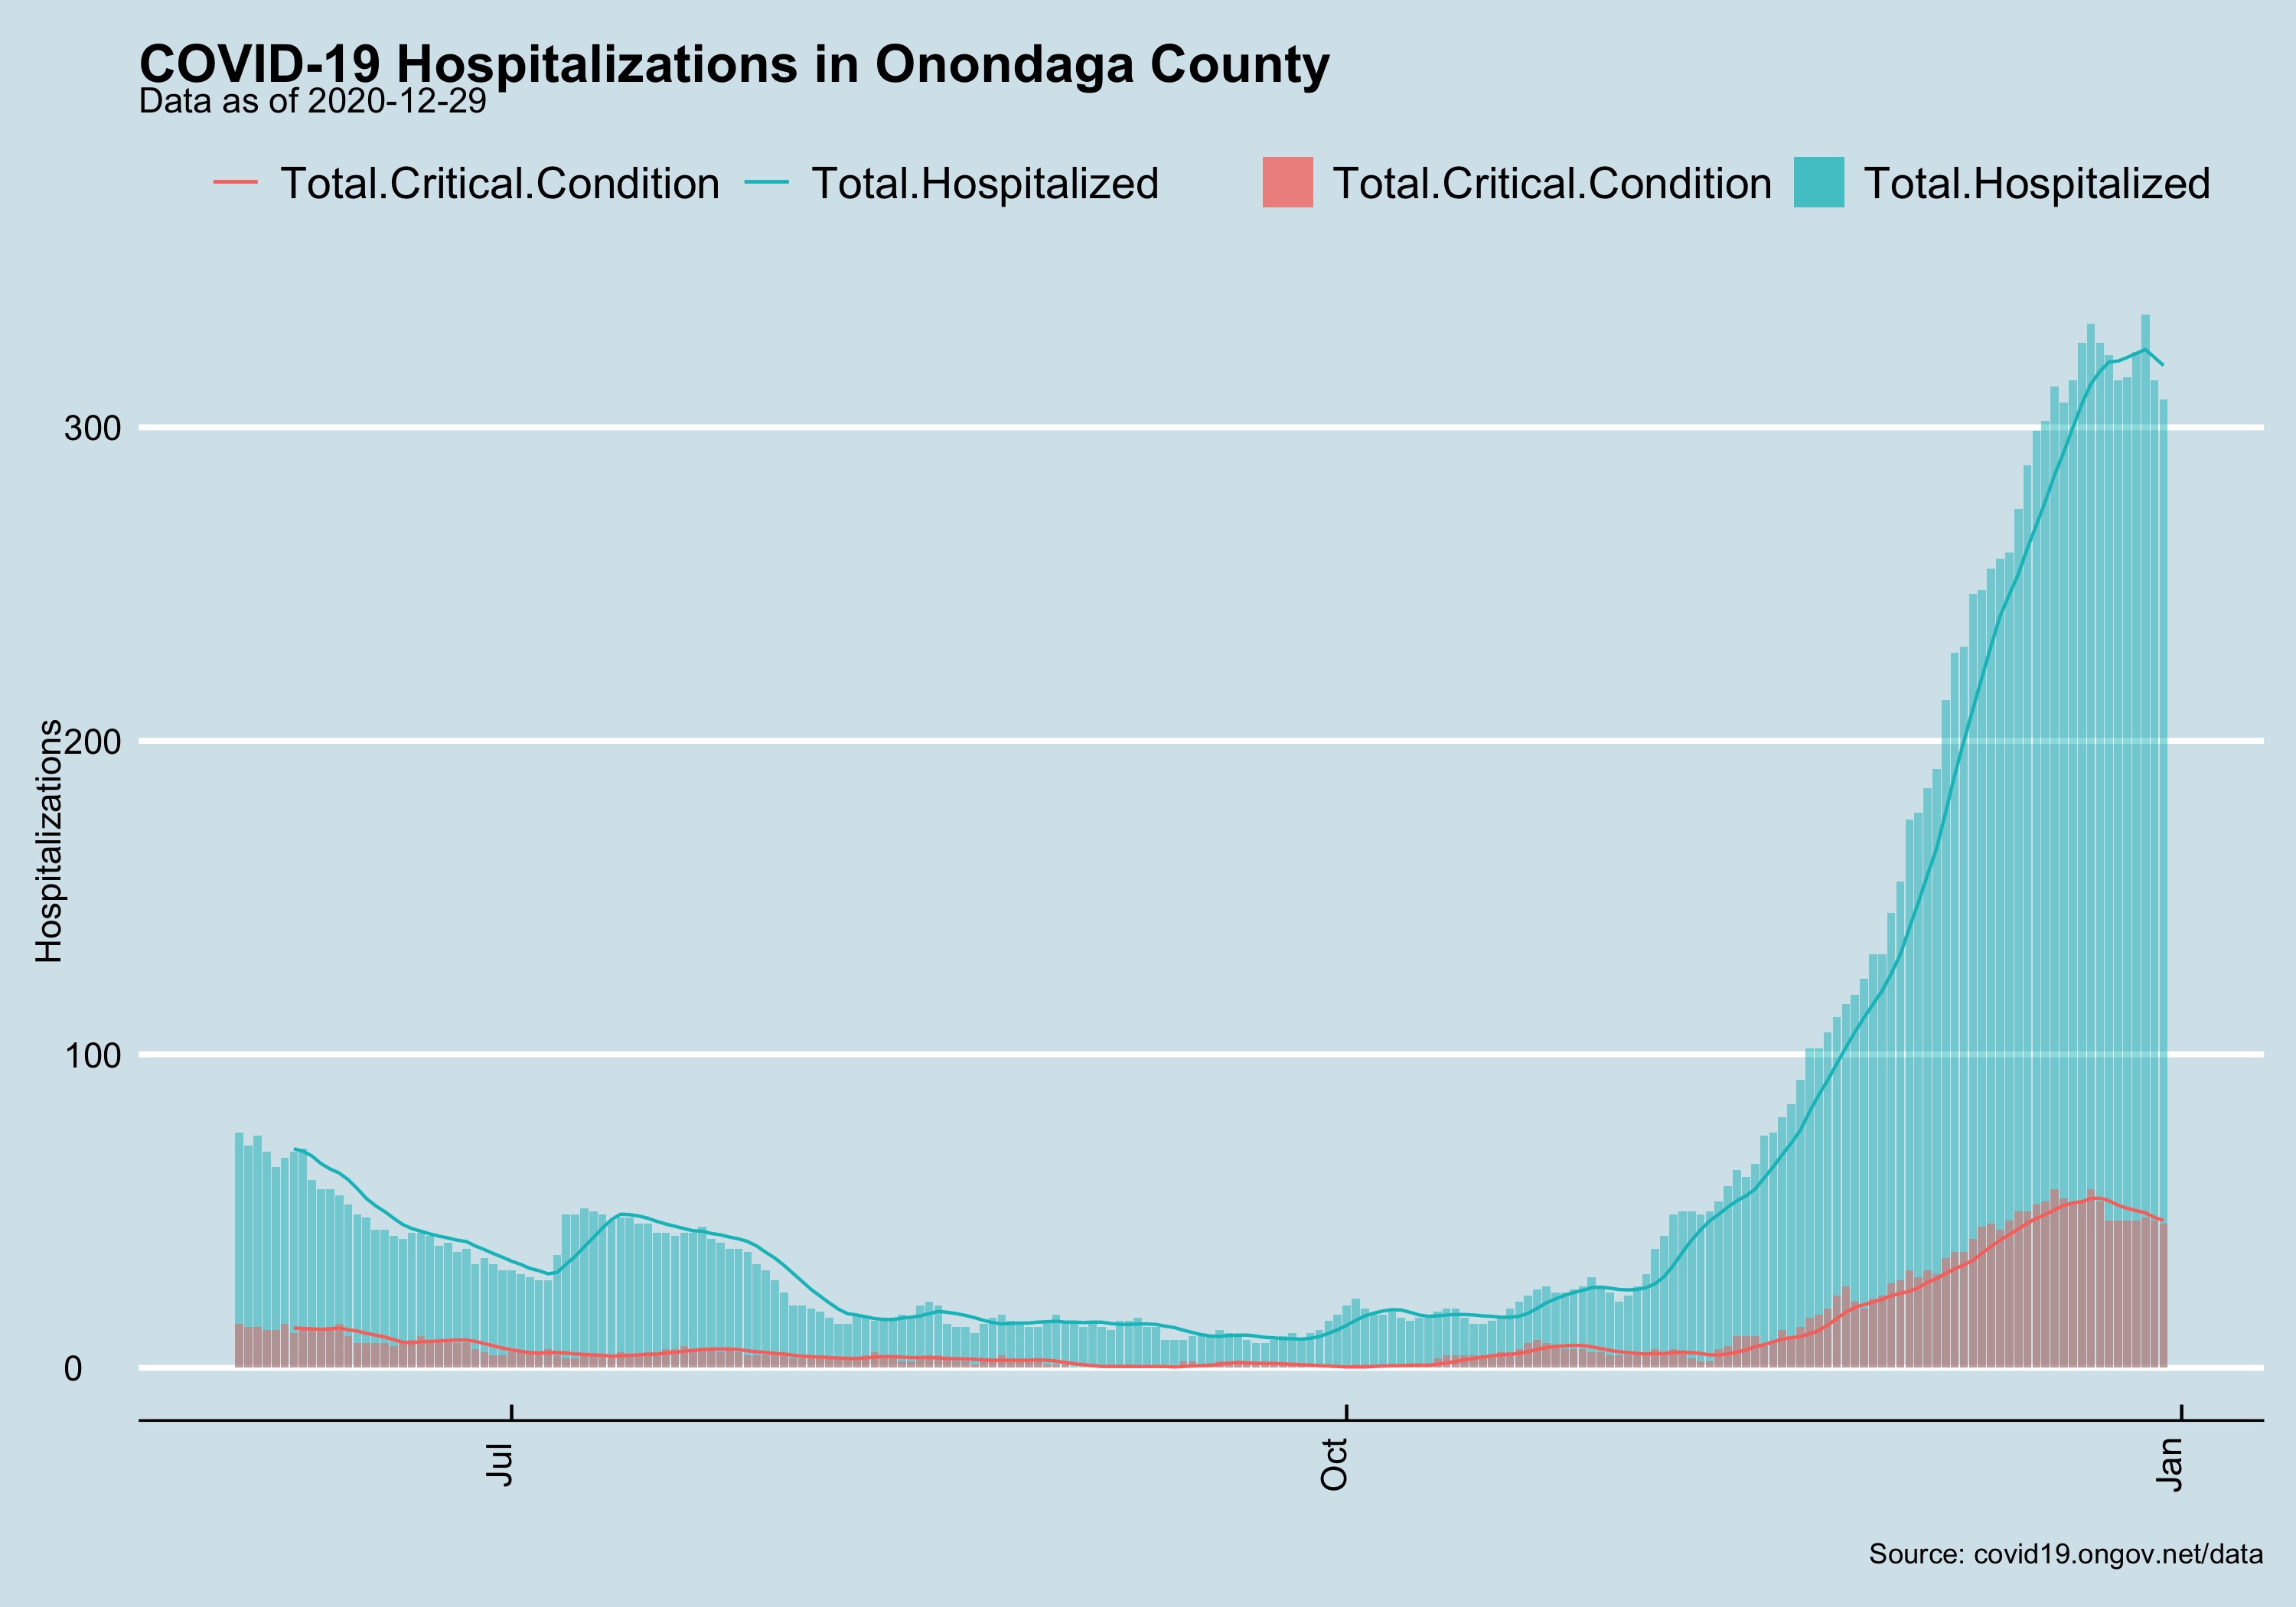 COVID-19 Hospitalizations in Onondaga County
Data as of 2020-12-29
Total.Critical.Condition Total.Hospitalized Total.Critical.Condition Total.Hospitalized
300
200
100
0
Hospitalizations
Jul Oct Jan
Source: covid19.ongov.net/data